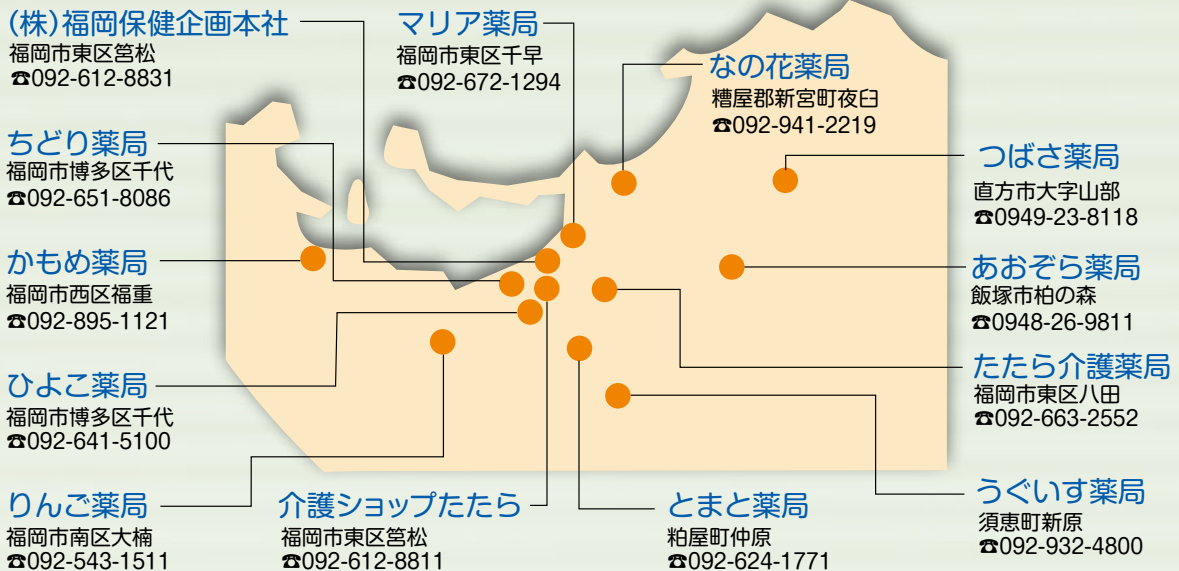 (株)福岡保健企画本社
福岡市東区筥松
☎092-612-8831
マリア薬局
福岡市東区千早
☎092-672-1294
なの花薬局
糟屋郡新宮町夜臼
☎092-941-2219
ちどり薬局
福岡市博多区千代
☎092-651-8086
つばさ薬局
直方市大字山部
☎0949-23-8118
かもめ薬局
福岡市西区福重
☎092-895-1121
あおぞら薬局
飯塚市柏の森
☎0948-26-9811
ひよこ薬局
福岡市博多区千代
☎092-641-5100
たたら介護薬局
福岡市東区八田
☎092-663-2552
りんご薬局
福岡市南区大楠
☎092-543-1511
介護ショップたたら
福岡市東区筥松
☎092-612-8811
とまと薬局
粕屋町仲原
☎092-624-1771
うぐいす薬局
須恵町新原
☎092-932-4800